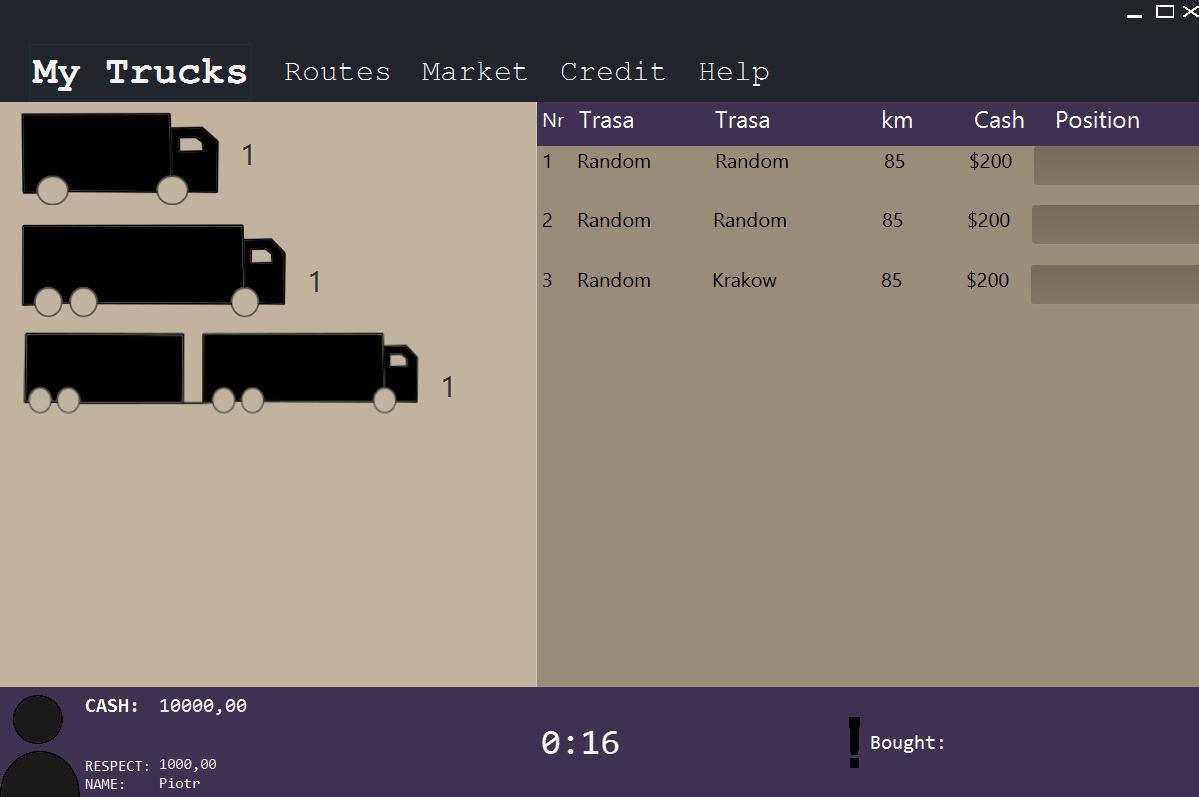 My Trucks Routes Market Credit Help
1
1
1
Nr Trasa Trasa km Cash Position
1 Random Random 85 $200
2 Random Random 85 $200
3 Random Krakow 85 $200
CASH: 10000,00
RESPECT: 1000,00
NAME: Piotr
0:16
! Bought: